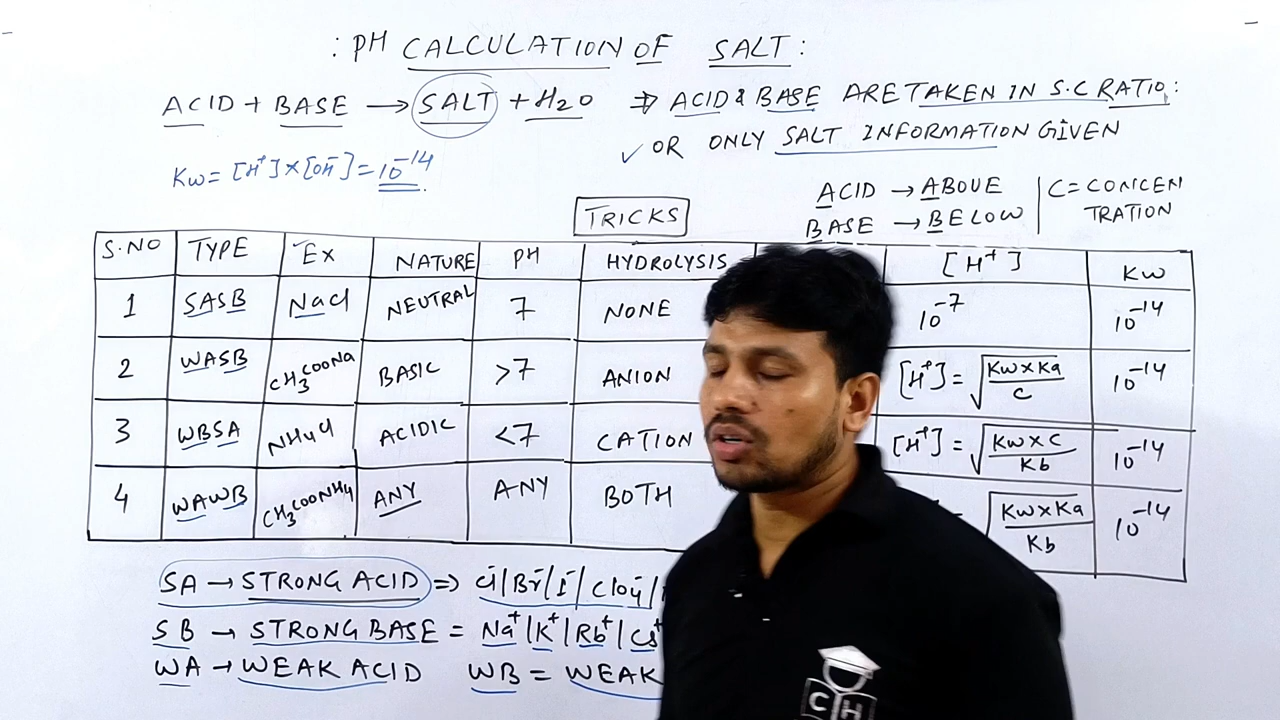 : PH CALCULATION OF SALT :
ACID + BASE → SALT + H2O ⇒ ACID & BASE ARE TAKEN IN S.C RATIO :
✓ OR ONLY SALT INFORMATION GIVEN
Kw = [H⁺] × [OH⁻] = 10⁻¹⁴
TRICKS
ACID → ABOVE
BASE → BELOW
C = CONCEN
TRATION
S.NO TYPE EX NATURE PH HYDROLYSIS [H⁺] Kw
1 SASB NaCl NEUTRAL 7 NONE 10⁻⁷ 10⁻¹⁴
2 WASB CH3COONa BASIC >7 ANION [H⁺] = √(Kw×Ka/C) 10⁻¹⁴
3 WBSA NH4Cl ACIDIC <7 CATION [H⁺] = √(Kw×C/Kb) 10⁻¹⁴
4 WAWB CH3COONH4 ANY ANY BOTH = √(Kw×Ka/Kb) 10⁻¹⁴
SA → STRONG ACID ⇒ Cl⁻/Br⁻/I⁻/ClO4⁻/
SB → STRONG BASE = Na⁺/K⁺/Rb⁺/Cs⁺
WA → WEAK ACID WB = WEAK
CH